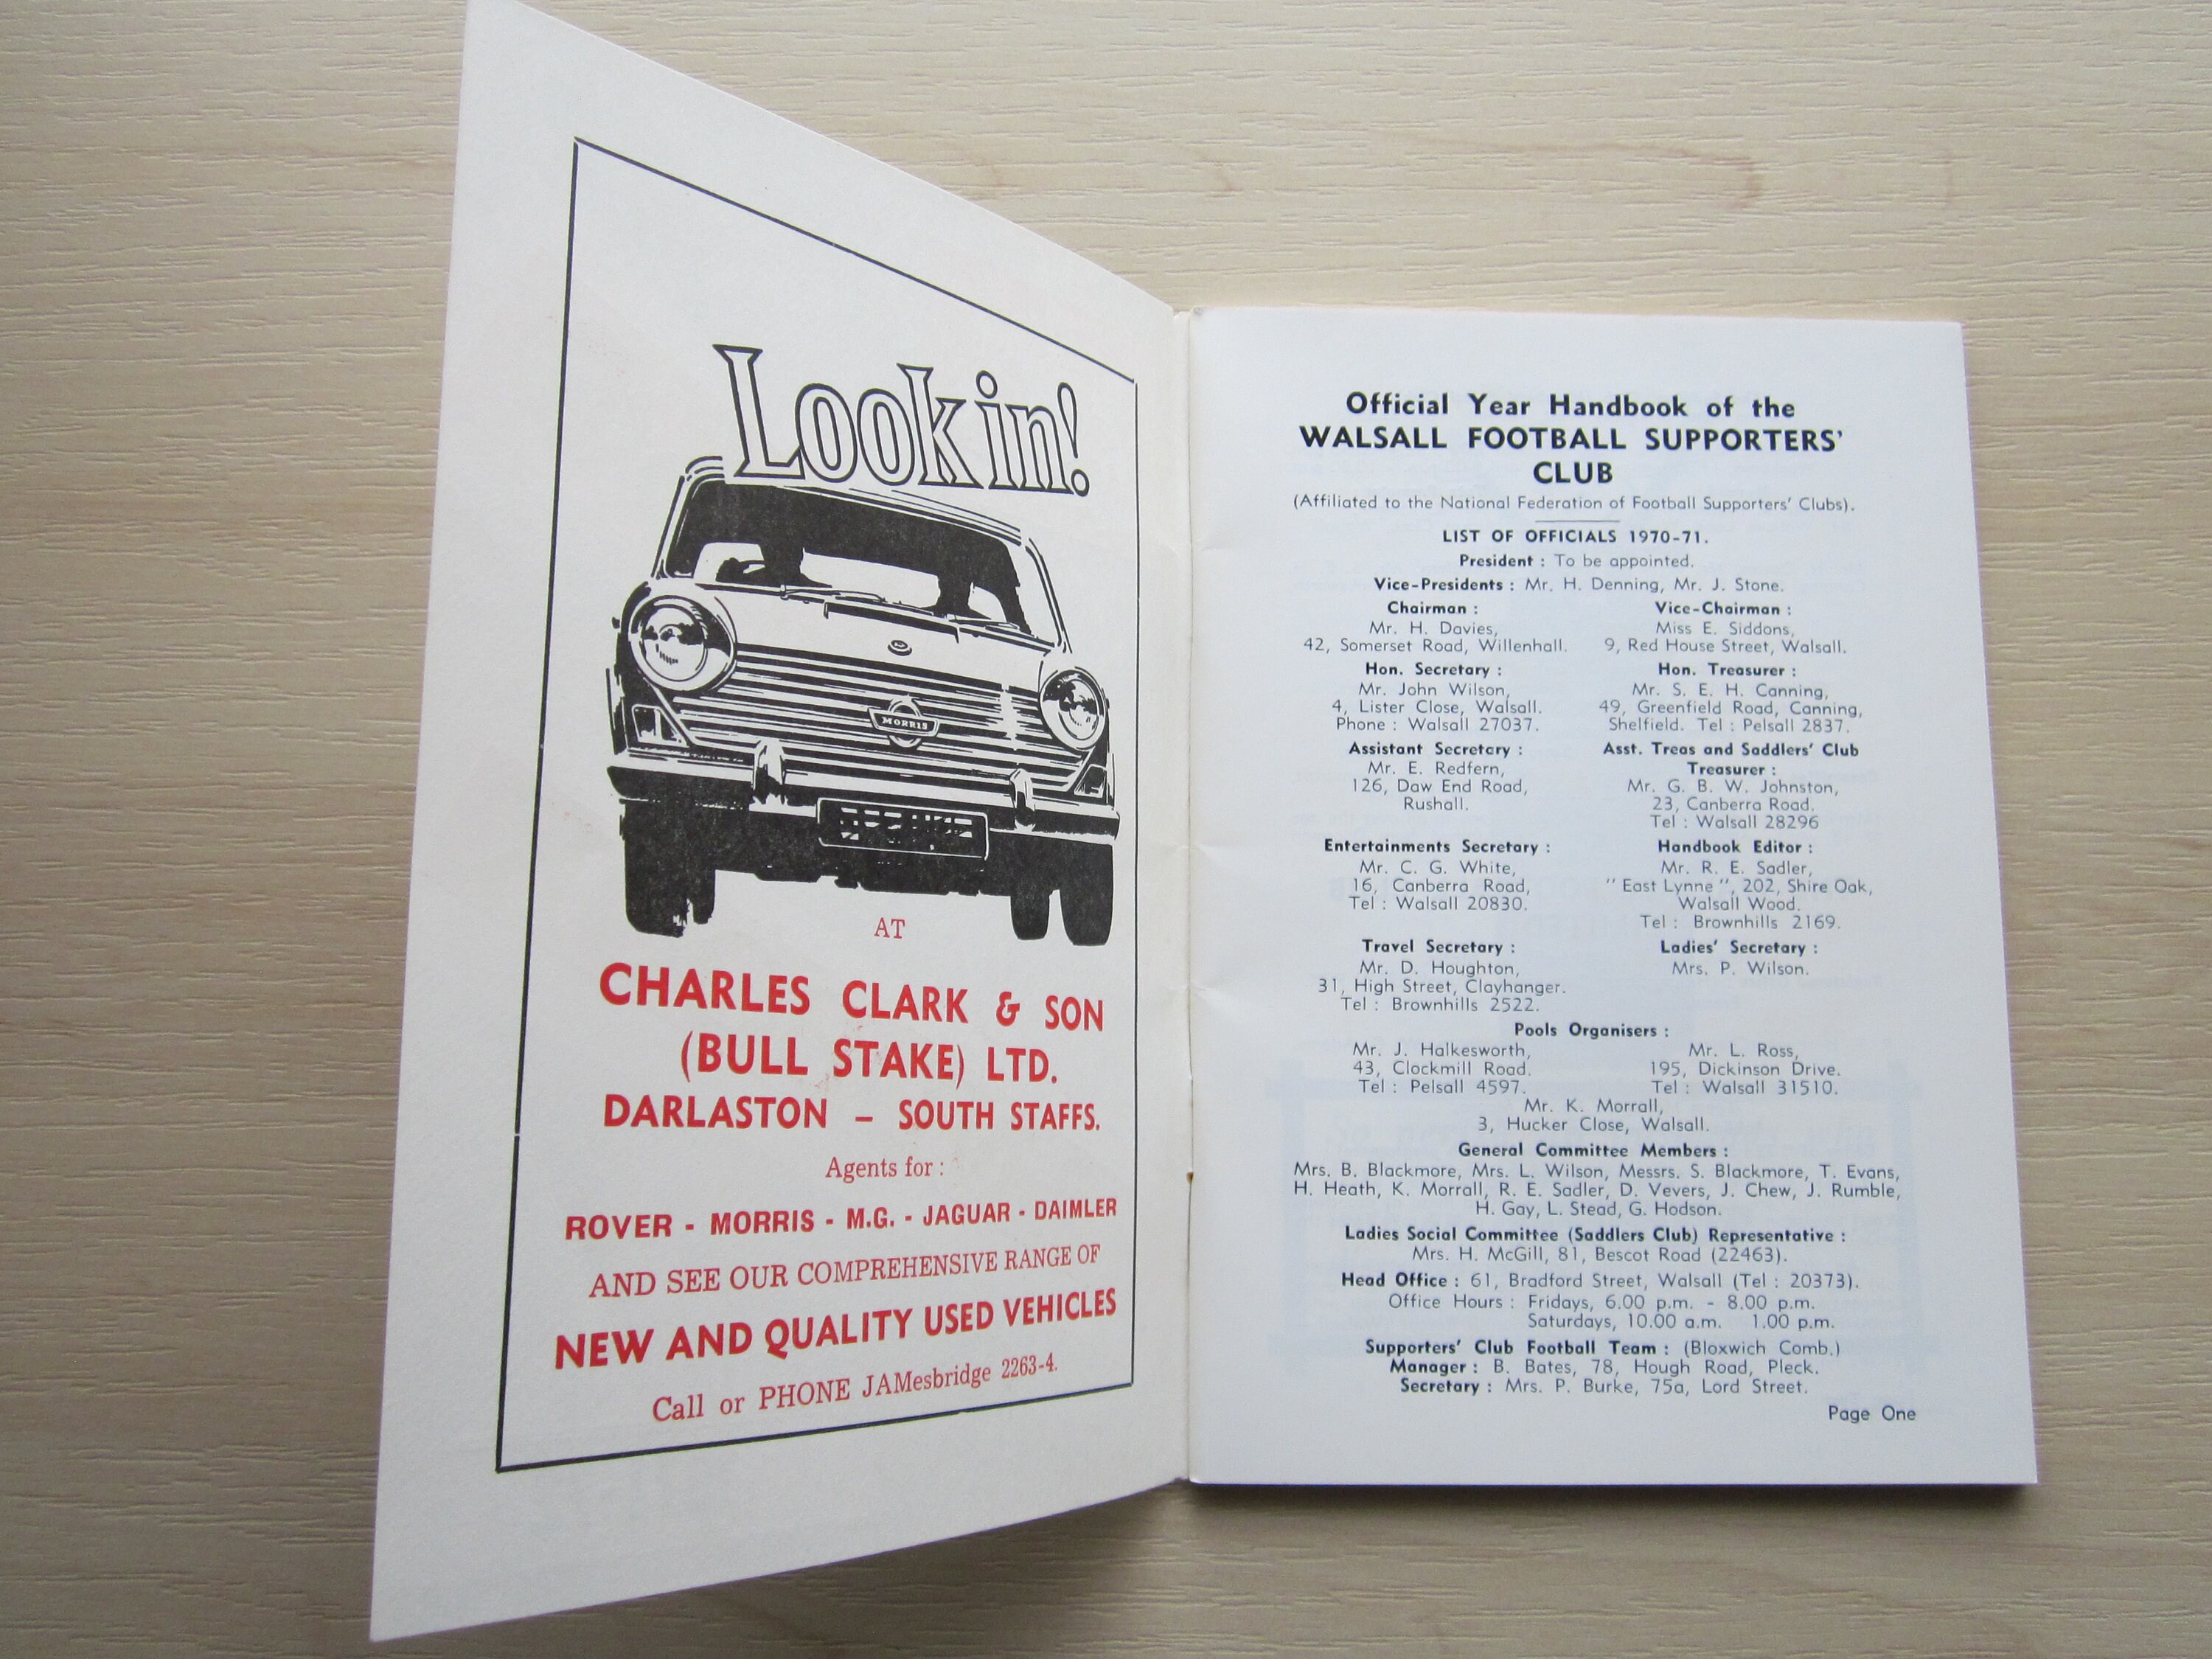 Look in!
MORRIS
AT
CHARLES CLARK & SON
(BULL STAKE) LTD.
DARLASTON - SOUTH STAFFS.
Agents for :
ROVER - MORRIS - M.G. - JAGUAR - DAIMLER
AND SEE OUR COMPREHENSIVE RANGE OF
NEW AND QUALITY USED VEHICLES
Call or PHONE JAMesbridge 2263-4.
Official Year Handbook of the
WALSALL FOOTBALL SUPPORTERS'
CLUB
(Affiliated to the National Federation of Football Supporters' Clubs).
LIST OF OFFICIALS 1970-71.
President : To be appointed.
Vice-Presidents : Mr. H. Denning, Mr. J. Stone.
Chairman :
Mr. H. Davies,
42, Somerset Road, Willenhall.
Vice-Chairman :
Miss E. Siddons,
9, Red House Street, Walsall.
Hon. Secretary :
Mr. John Wilson,
4, Lister Close, Walsall.
Phone : Walsall 27037.
Hon. Treasurer :
Mr. S. E. H. Canning,
49, Greenfield Road, Canning,
Shelfield. Tel : Pelsall 2837.
Assistant Secretary :
Mr. E. Redfern,
126, Daw End Road,
Rushall.
Asst. Treas and Saddlers' Club
Treasurer :
Mr. G. B. W. Johnston,
23, Canberra Road.
Tel : Walsall 28296
Entertainments Secretary :
Mr. C. G. White,
16, Canberra Road,
Tel : Walsall 20830.
Handbook Editor :
Mr. R. E. Sadler,
" East Lynne ", 202, Shire Oak,
Walsall Wood.
Tel : Brownhills 2169.
Travel Secretary :
Mr. D. Houghton,
31, High Street, Clayhanger.
Tel : Brownhills 2522.
Ladies' Secretary :
Mrs. P. Wilson.
Pools Organisers :
Mr. J. Halkesworth,
43, Clockmill Road.
Tel : Pelsall 4597.
Mr. L. Ross,
195, Dickinson Drive.
Tel : Walsall 31510.
Mr. K. Morrall,
3, Hucker Close, Walsall.
General Committee Members :
Mrs. B. Blackmore, Mrs. L. Wilson, Messrs. S. Blackmore, T. Evans,
H. Heath, K. Morrall, R. E. Sadler, D. Vevers, J. Chew, J. Rumble,
H. Gay, L. Stead, G. Hodson.
Ladies Social Committee (Saddlers Club) Representative :
Mrs. H. McGill, 81, Bescot Road (22463).
Head Office : 61, Bradford Street, Walsall (Tel : 20373).
Office Hours : Fridays, 6.00 p.m. - 8.00 p.m.
Saturdays, 10.00 a.m. 1.00 p.m.
Supporters' Club Football Team : (Bloxwich Comb.)
Manager : B. Bates, 78, Hough Road, Pleck.
Secretary : Mrs. P. Burke, 75a, Lord Street.
Page One